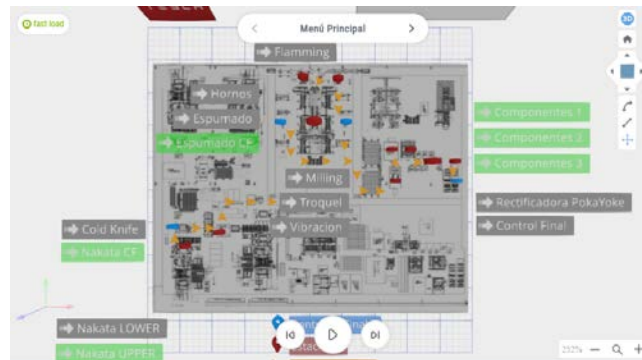 fast load
3D
Menú Principal
Flamming
Hornos
Espumado
Espumado CF
Componentes 1
Componentes 2
Componentes 3
Milling
Troquel
Vibracion
Rectificadora PokaYoke
Control Final
Cold Knife
Nakata CF
Nakata LOWER
Nakata UPPER